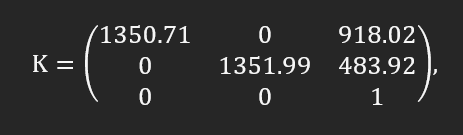 1350.71 0 918.02
K = ( 0 1351.99 483.92 ),
0 0 1